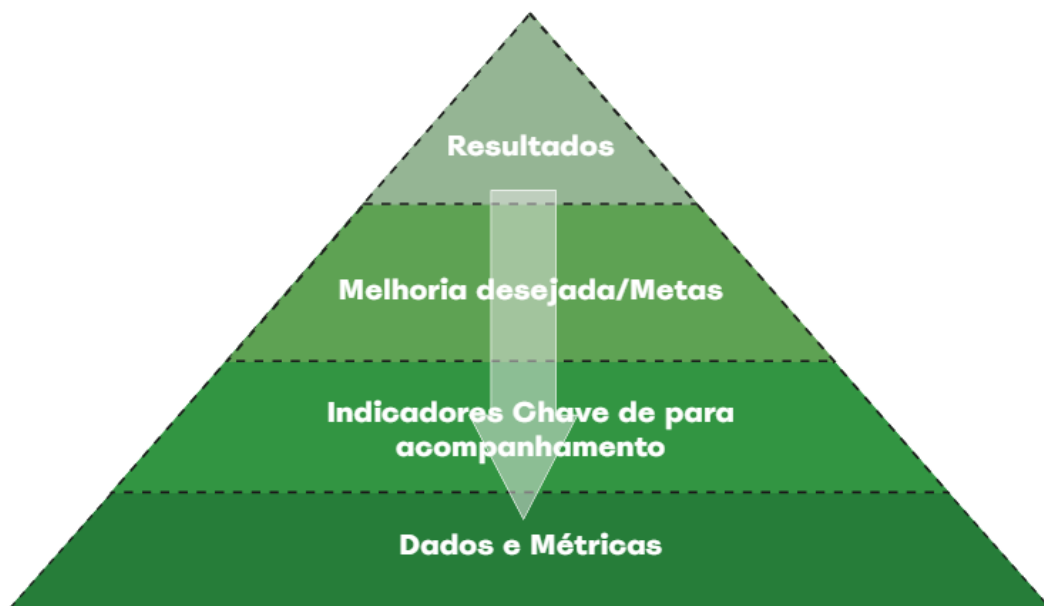 Resultados
Melhoria desejada/Metas
Indicadores Chave de para
acompanhamento
Dados e Métricas